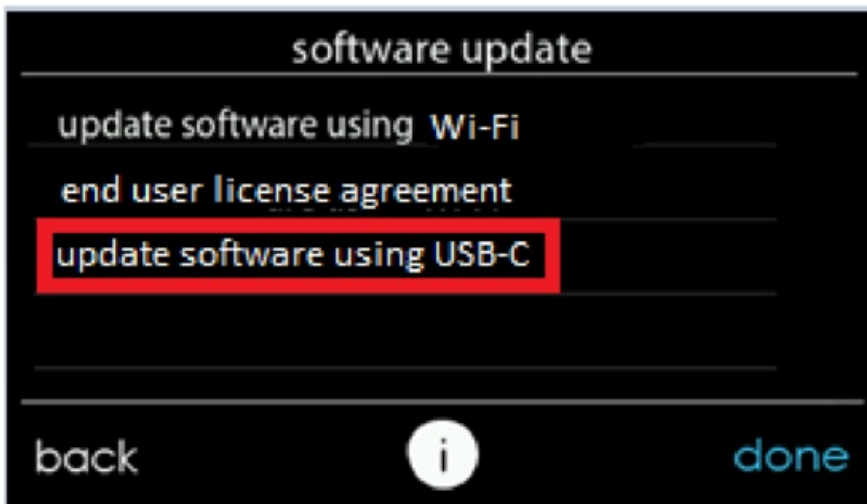 software update
update software using Wi-Fi
end user license agreement
update software using USB-C
back i done